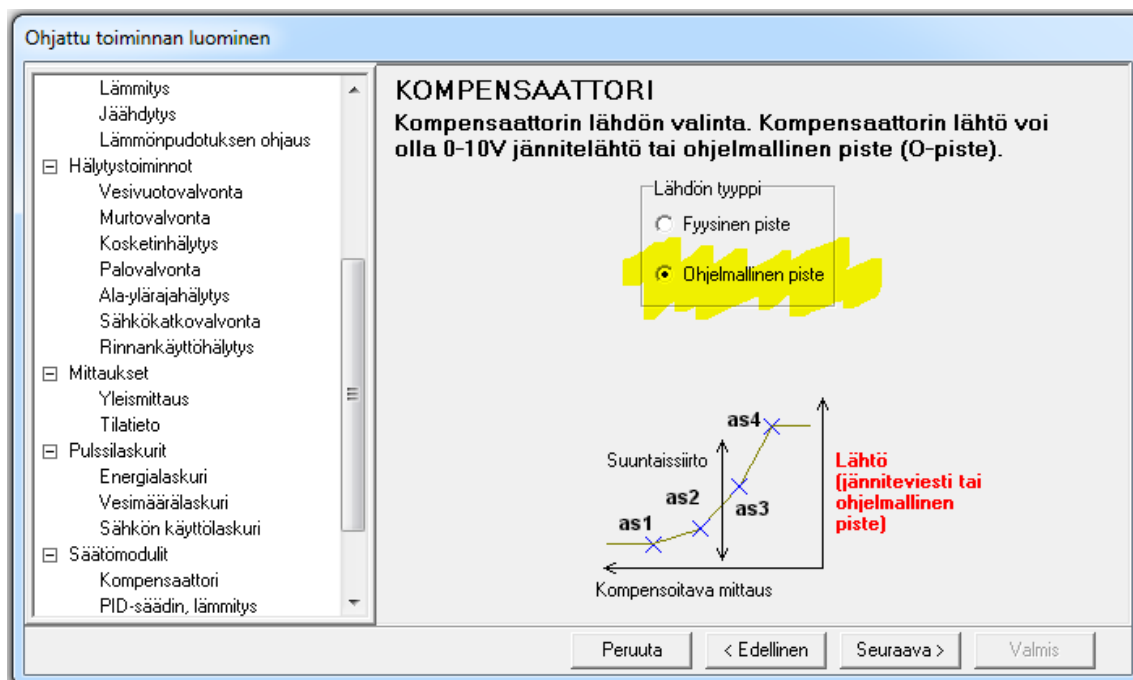 Ohjattu toiminnan luominen
Lämmitys
Jäähdytys
Lämmönpudotuksen ohjaus
Hälytystoiminnot
Vesivuotovalvonta
Murtovalvonta
Kosketinhälytys
Palovalvonta
Ala-ylärajahälytys
Sähkökatkovalvonta
Rinnankäyttöhälytys
Mittaukset
Yleismittaus
Tilatieto
Pulssilaskurit
Energialaskuri
Vesimäärälaskuri
Sähkön käyttölaskuri
Säätömodulit
Kompensaattori
PID-säädin, lämmitys
KOMPENSAATTORI
Kompensaattorin lähdön valinta. Kompensaattorin lähtö voi
olla 0-10V jännitelähtö tai ohjelmallinen piste (O-piste).
Lähdön tyyppi
Fyysinen piste
Ohjelmallinen piste
as4
Suuntaissiirto
as2
as3
as1
Lähtö
(jänniteviesti tai
ohjelmallinen
piste)
Kompensoitava mittaus
Peruuta
< Edellinen
Seuraava >
Valmis